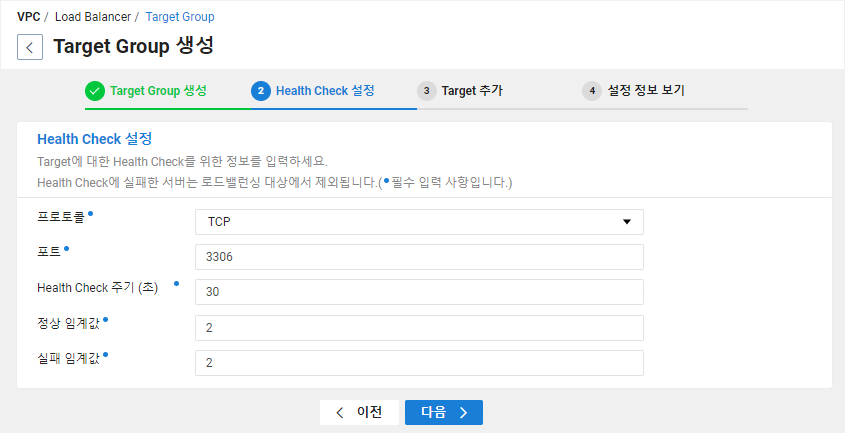 VPC / Load Balancer / Target Group
Target Group 생성
Target Group 생성 2 Health Check 설정 3 Target 추가 4 설정 정보 보기
Health Check 설정
Target에 대한 Health Check를 위한 정보를 입력하세요.
Health Check에 실패한 서버는 로드밸런싱 대상에서 제외됩니다.(● 필수 입력 사항입니다.)
프로토콜 TCP
포트 3306
Health Check 주기 (초) 30
정상 임계값 2
실패 임계값 2
이전 다음